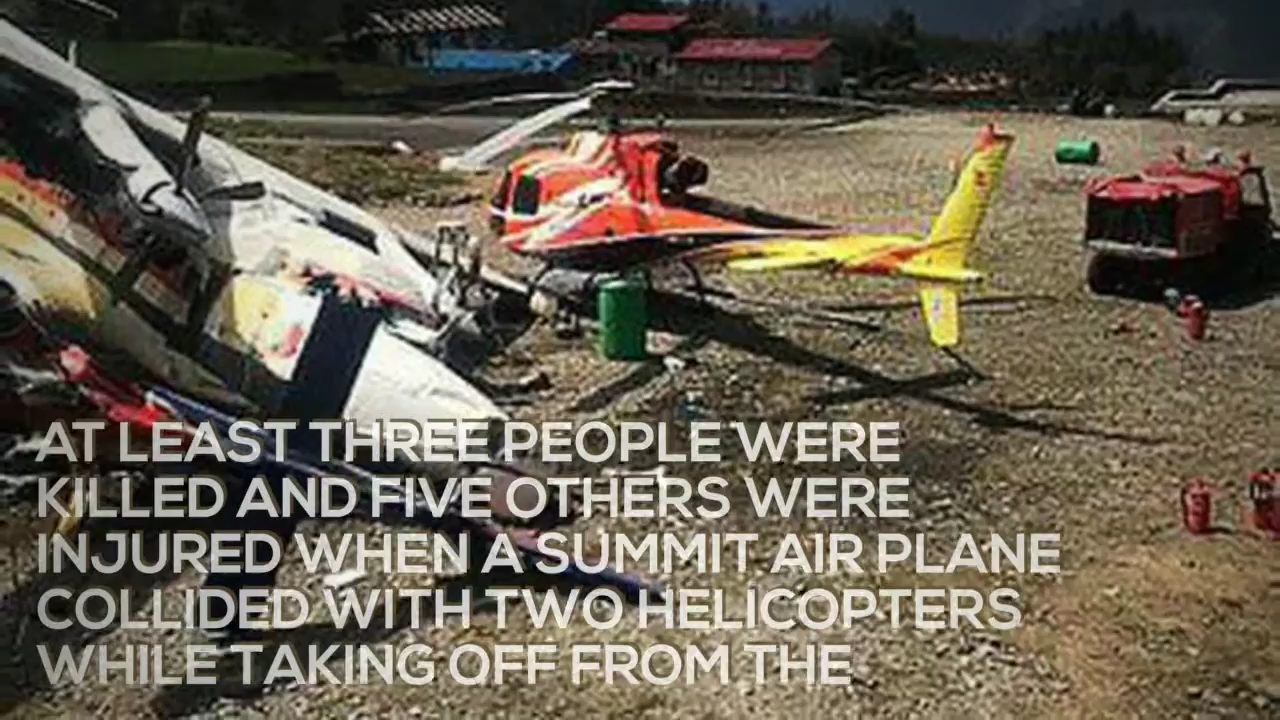 AT LEAST THREE PEOPLE WERE
KILLED AND FIVE OTHERS WERE
INJURED WHEN A SUMMIT AIR PLANE
COLLIDED WITH TWO HELICOPTERS
WHILE TAKING OFF FROM THE